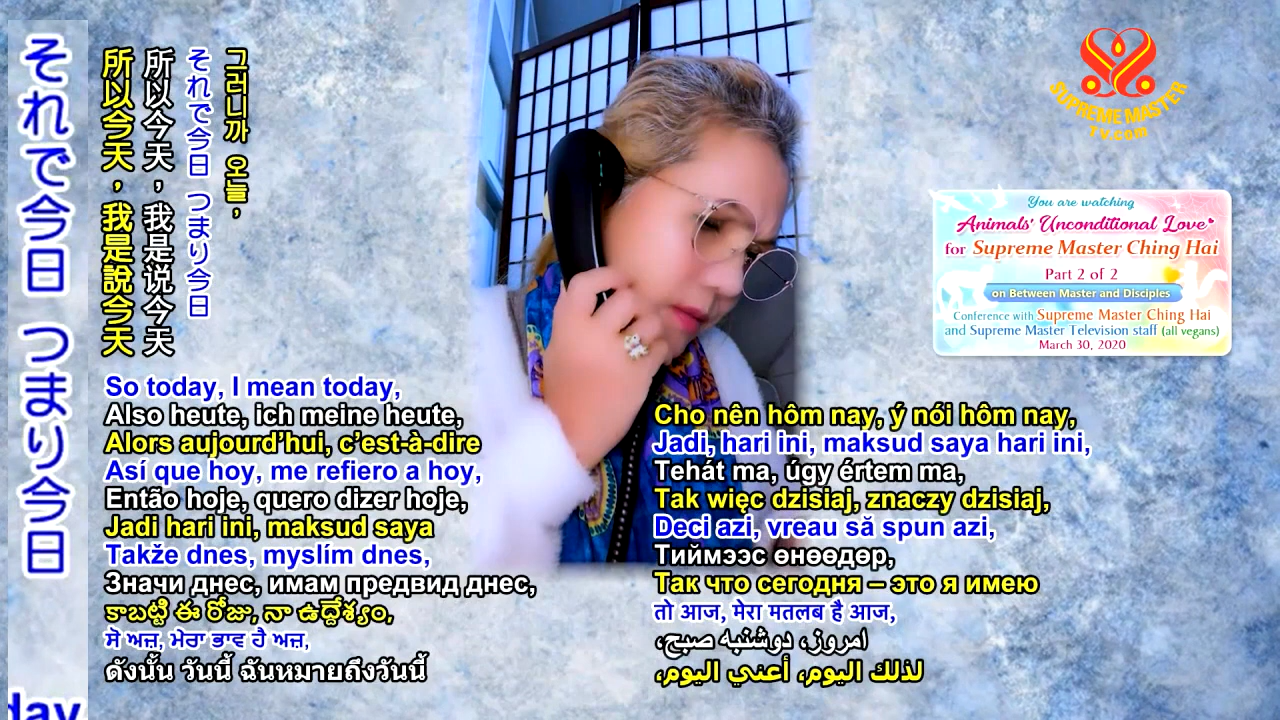 それで今日 つまり今日
day
所以今天，我是說今天
所以今天，我是说今天
それで今日 つまり今日
그러니까 오늘,
So today, I mean today,
Also heute, ich meine heute,
Alors aujourd'hui, c'est-à-dire
Así que hoy, me refiero a hoy,
Então hoje, quero dizer hoje,
Jadi hari ini, maksud saya
Takže dnes, myslím dnes,
Значи днес, имам предвид днес,
కాబట్టి ఈ రోజు, నా ఉద్దేశ్యం,
ਸੋ ਅਜ਼, ਮੇਰਾ ਭਾਵ ਹੈ ਅਜ਼,
ดังนั้น วันนี้ ฉันหมายถึงวันนี้
Cho nên hôm nay, ý nói hôm nay,
Jadi, hari ini, maksud saya hari ini,
Tehát ma, úgy értem ma,
Tak więc dzisiaj, znaczy dzisiaj,
Deci azi, vreau să spun azi,
Тиймээс өнөөдөр,
Так что сегодня – это я имею
तो आज, मेरा मतलब है आज,
امروز، دوشنبه صبح،
لذلك اليوم، أعني اليوم،
SUPREME MASTER
TV.com
You are watching
Animals' Unconditional Love
for Supreme Master Ching Hai
Part 2 of 2
on Between Master and Disciples
Conference with Supreme Master Ching Hai
and Supreme Master Television staff (all vegans)
March 30, 2020